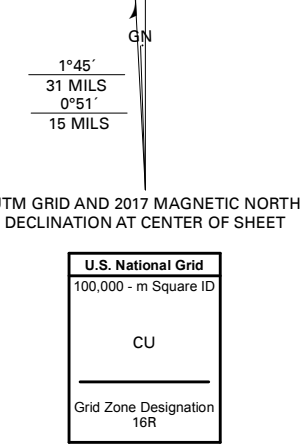 GN
1°45´
31 MILS
0°51´
15 MILS
UTM GRID AND 2017 MAGNETIC NORTH
DECLINATION AT CENTER OF SHEET
U.S. National Grid
100,000 - m Square ID
CU
Grid Zone Designation
16R